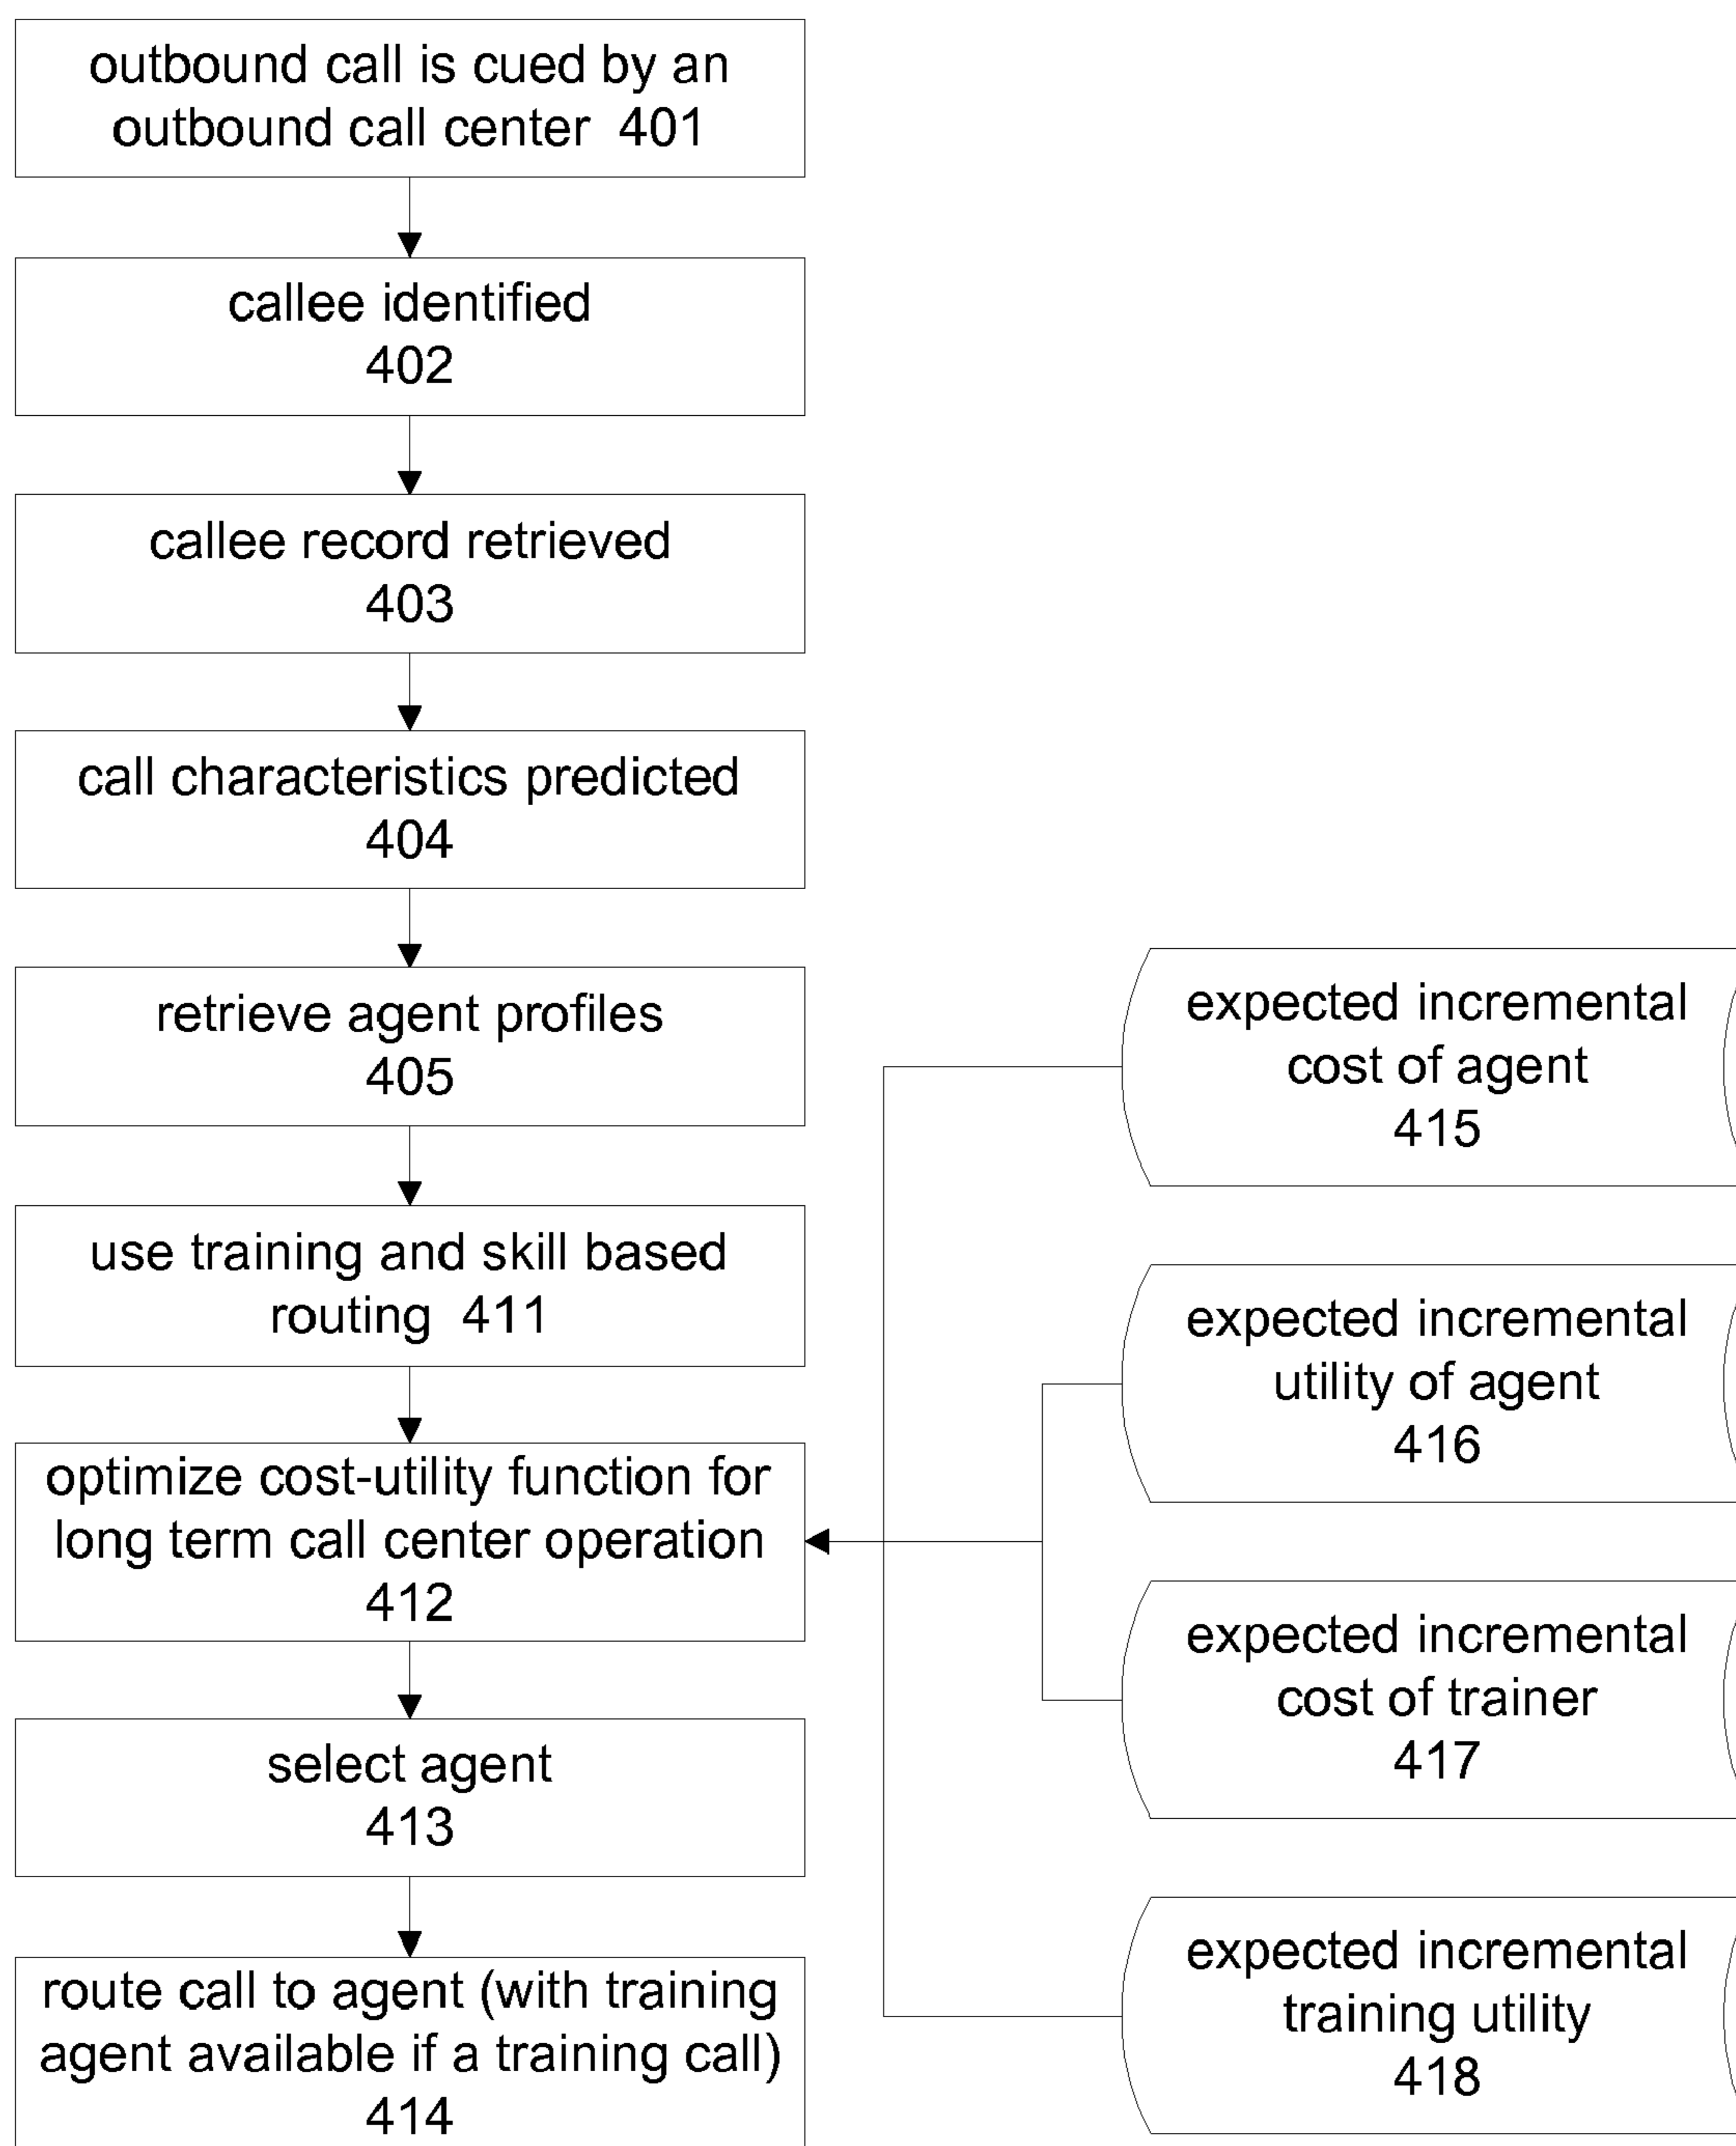 outbound call is cued by an
outbound call center 401
callee identified
402
callee record retrieved
403
call characteristics predicted
404
retrieve agent profiles
405
use training and skill based
routing 411
optimize cost-utility function for
long term call center operation
412
select agent
413
route call to agent (with training
agent available if a training call)
414
expected incremental
cost of agent
415
expected incremental
utility of agent
416
expected incremental
cost of trainer
417
expected incremental
training utility
418